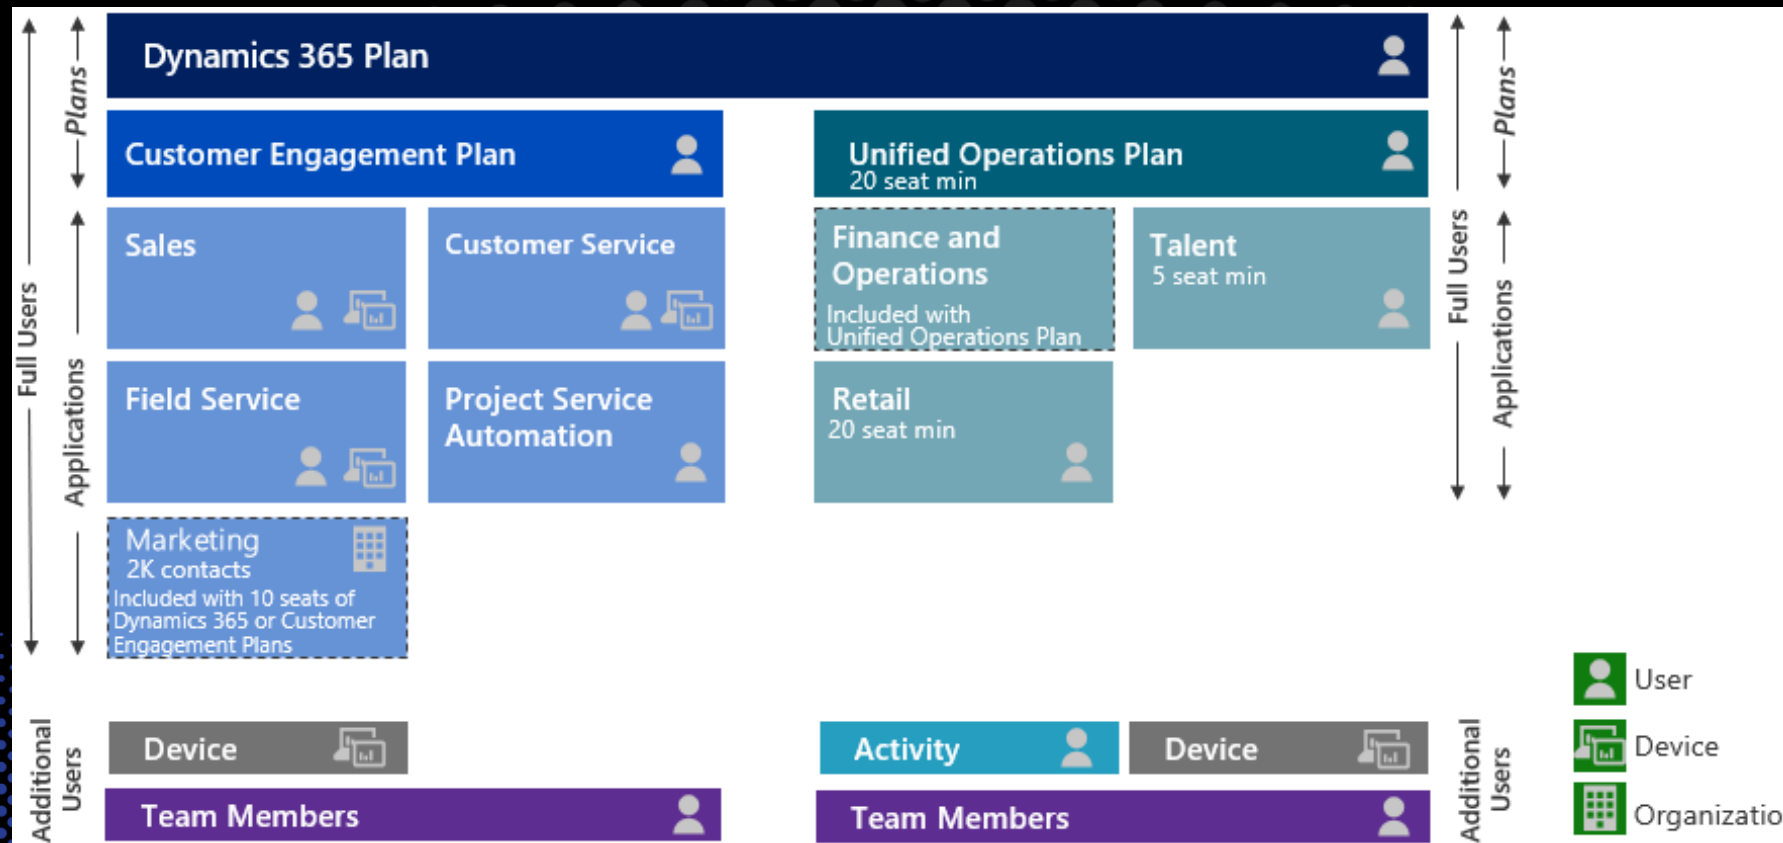 Dynamics 365 Plan
Customer Engagement Plan
Unified Operations Plan
20 seat min
Sales
Customer Service
Finance and
Operations
Included with
Unified Operations Plan
Talent
5 seat min
Field Service
Project Service
Automation
Retail
20 seat min
Marketing
2K contacts
Included with 10 seats of
Dynamics 365 or Customer
Engagement Plans
Device
Activity
Device
Team Members
Team Members
Full Users
Plans
Applications
Additional
Users
Full Users
Plans
Applications
Additional
Users
User
Device
Organizatio